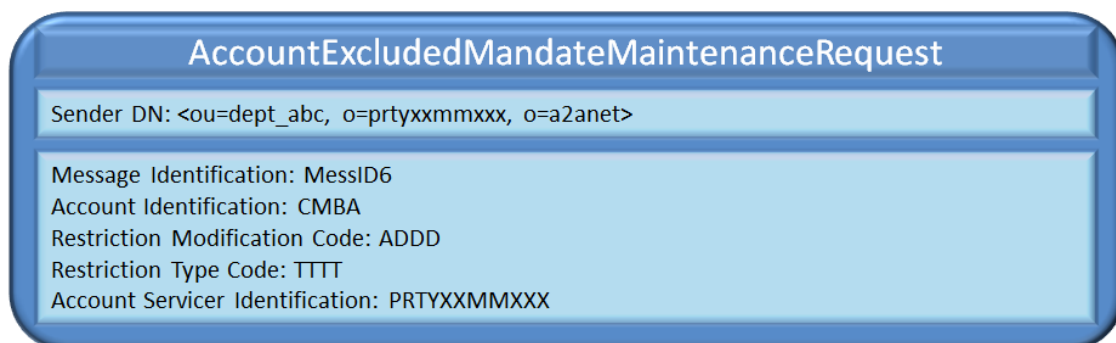 AccountExcludedMandateMaintenanceRequest
Sender DN: <ou=dept_abc, o=prtyxxmmxxx, o=a2anet>
Message Identification: MessID6
Account Identification: CMBA
Restriction Modification Code: ADDD
Restriction Type Code: TTTT
Account Servicer Identification: PRTYXXMMXXX